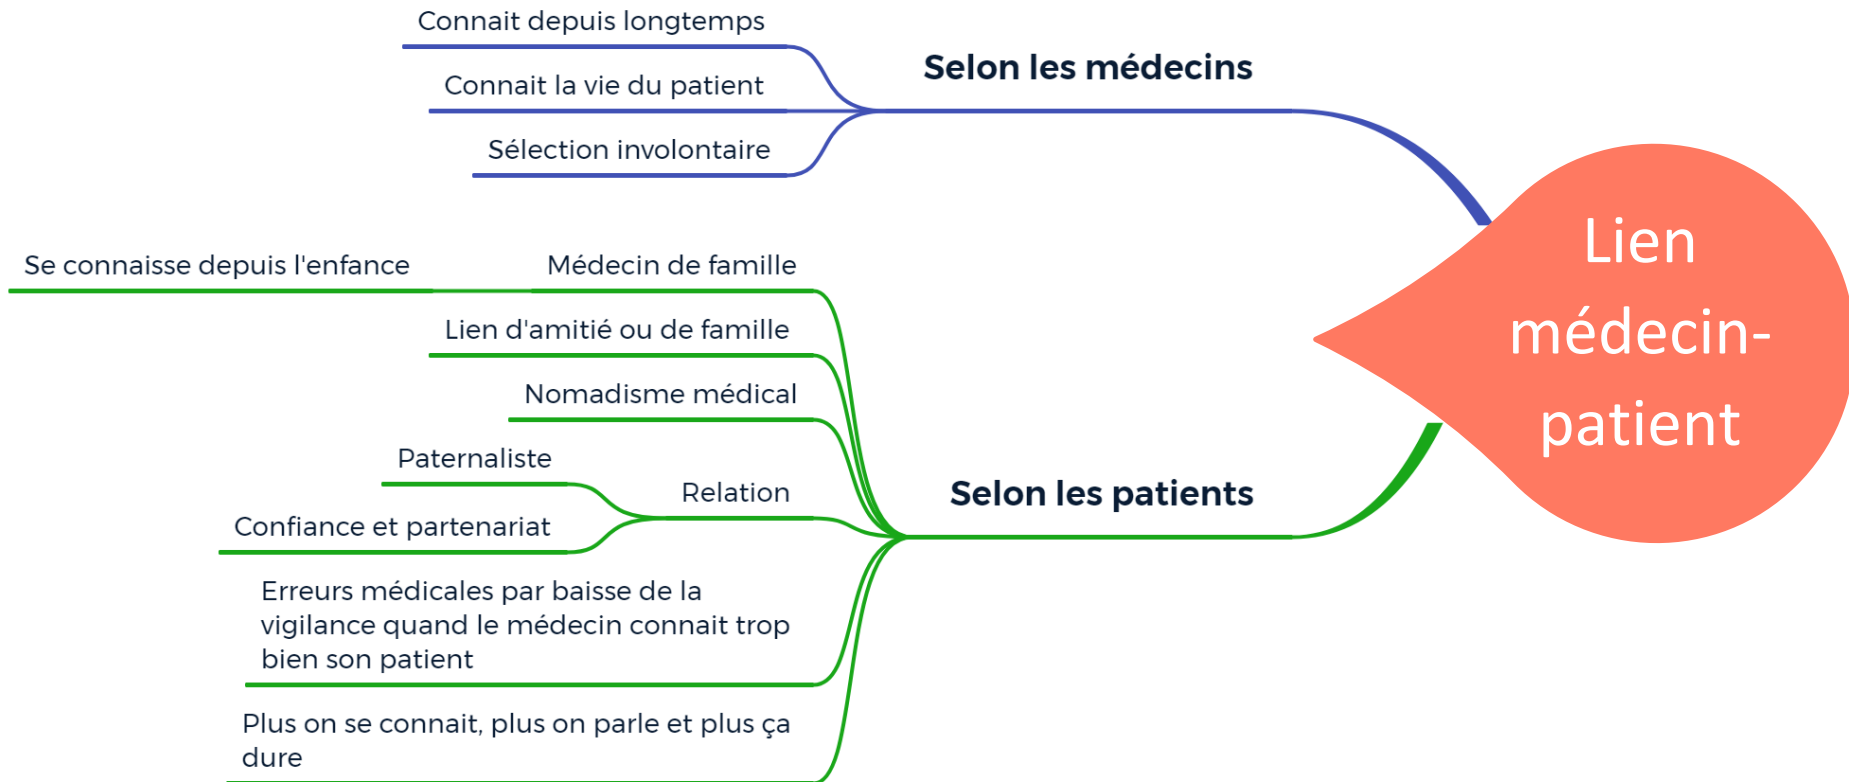 Connait depuis longtemps
Selon les médecins
Connait la vie du patient
Sélection involontaire
Lien
médecin-
patient
Se connaisse depuis l'enfance
Médecin de famille
Lien d'amitié ou de famille
Nomadisme médical
Paternaliste
Relation
Selon les patients
Confiance et partenariat
Erreurs médicales par baisse de la
vigilance quand le médecin connait trop
bien son patient
Plus on se connait, plus on parle et plus ça
dure